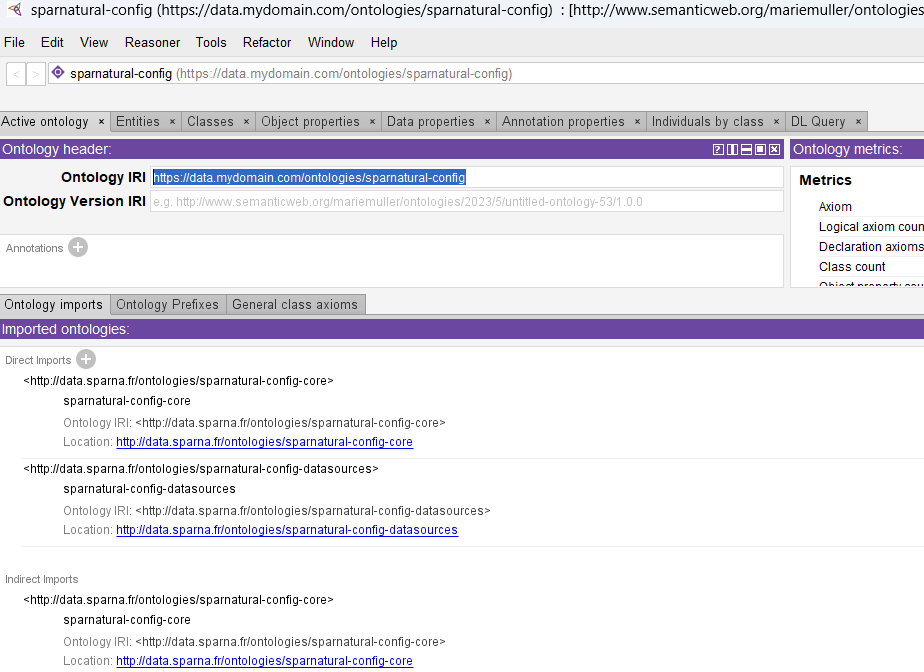 sparnatural-config (https://data.mydomain.com/ontologies/sparnatural-config) : [http://www.semanticweb.org/mariemuller/ontologies
File Edit View Reasoner Tools Refactor Window Help
< > sparnatural-config (https://data.mydomain.com/ontologies/sparnatural-config)
Active ontology × Entities × Classes × Object properties × Data properties × Annotation properties × Individuals by class × DL Query ×
Ontology header: Ontology metrics:
Ontology IRI https://data.mydomain.com/ontologies/sparnatural-config Metrics
Ontology Version IRI e.g. http://www.semanticweb.org/mariemuller/ontologies/2023/5/untitled-ontology-53/1.0.0
Axiom
Logical axiom coun
Annotations + Declaration axioms
Class count
Object property cou
Ontology imports Ontology Prefixes General class axioms
Imported ontologies:
Direct Imports +
<http://data.sparna.fr/ontologies/sparnatural-config-core>
sparnatural-config-core
Ontology IRI: <http://data.sparna.fr/ontologies/sparnatural-config-core>
Location: http://data.sparna.fr/ontologies/sparnatural-config-core
<http://data.sparna.fr/ontologies/sparnatural-config-datasources>
sparnatural-config-datasources
Ontology IRI: <http://data.sparna.fr/ontologies/sparnatural-config-datasources>
Location: http://data.sparna.fr/ontologies/sparnatural-config-datasources
Indirect Imports
<http://data.sparna.fr/ontologies/sparnatural-config-core>
sparnatural-config-core
Ontology IRI: <http://data.sparna.fr/ontologies/sparnatural-config-core>
Location: http://data.sparna.fr/ontologies/sparnatural-config-core